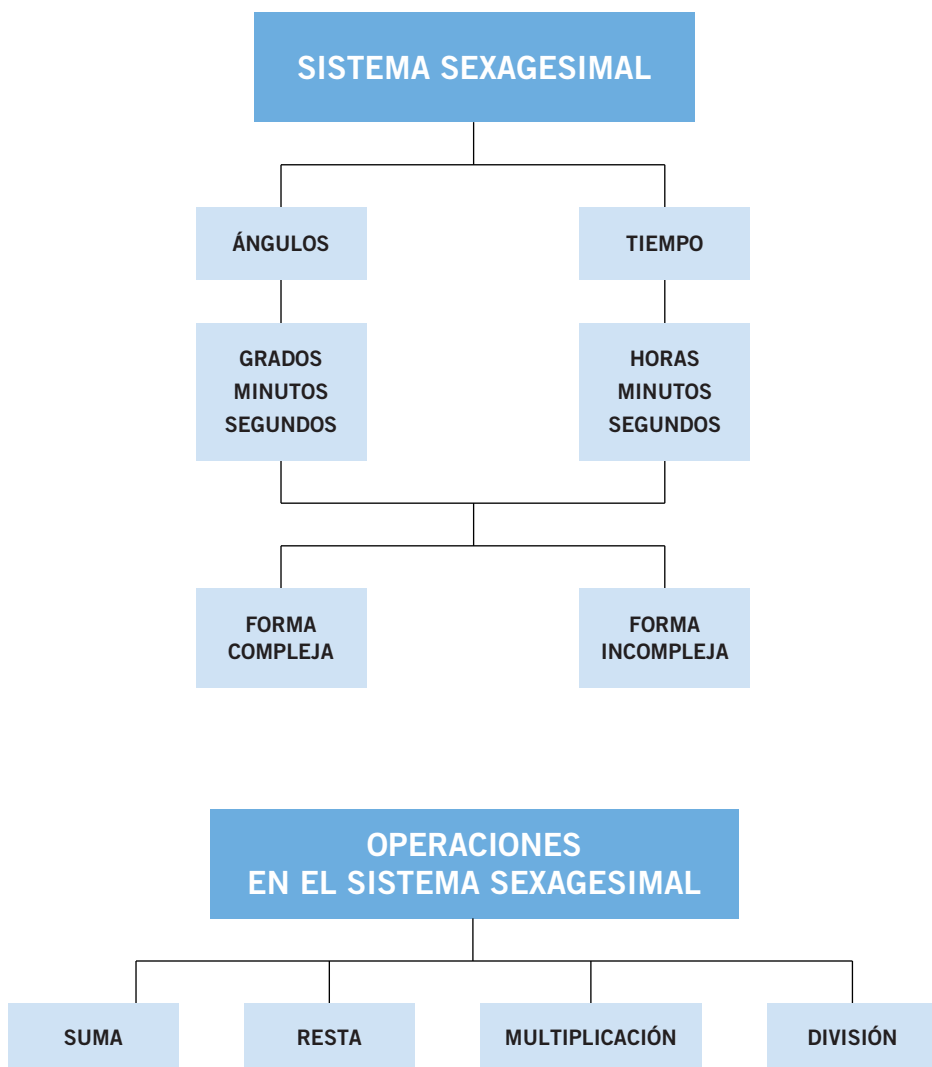 SISTEMA SEXAGESIMAL
ÁNGULOS
TIEMPO
GRADOS
MINUTOS
SEGUNDOS
HORAS
MINUTOS
SEGUNDOS
FORMA
COMPLEJA
FORMA
INCOMPLEJA
OPERACIONES
EN EL SISTEMA SEXAGESIMAL
SUMA
RESTA
MULTIPLICACIÓN
DIVISIÓN